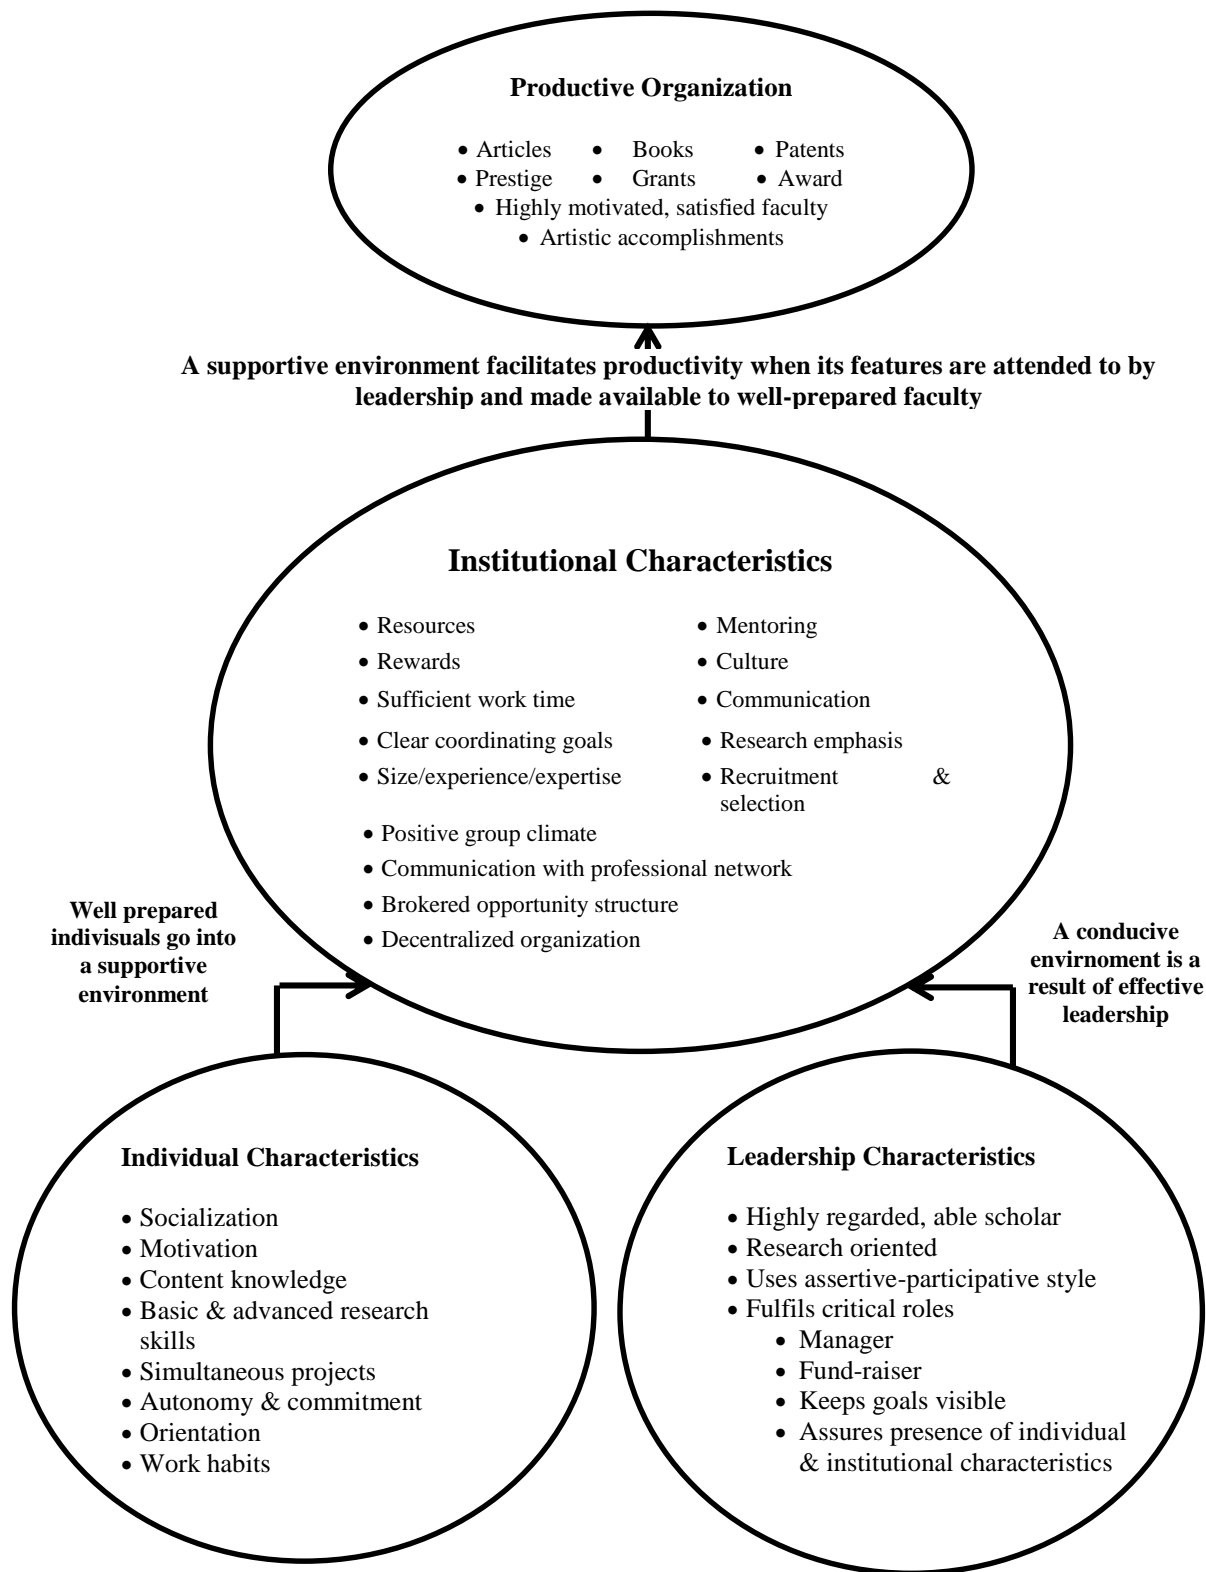 Productive Organization
• Articles • Books • Patents
• Prestige • Grants • Award
• Highly motivated, satisfied faculty
• Artistic accomplishments
A supportive environment facilitates productivity when its features are attended to by
leadership and made available to well-prepared faculty
Institutional Characteristics
• Resources
• Rewards
• Sufficient work time
• Clear coordinating goals
• Size/experience/expertise
• Mentoring
• Culture
• Communication
• Research emphasis
• Recruitment &
selection
• Positive group climate
• Communication with professional network
• Brokered opportunity structure
• Decentralized organization
Well prepared
indivisuals go into
a supportive
environment
A conducive
envirnoment is a
result of effective
leadership
Individual Characteristics
• Socialization
• Motivation
• Content knowledge
• Basic & advanced research
skills
• Simultaneous projects
• Autonomy & commitment
• Orientation
• Work habits
Leadership Characteristics
• Highly regarded, able scholar
• Research oriented
• Uses assertive-participative style
• Fulfils critical roles
• Manager
• Fund-raiser
• Keeps goals visible
• Assures presence of individual
& institutional characteristics